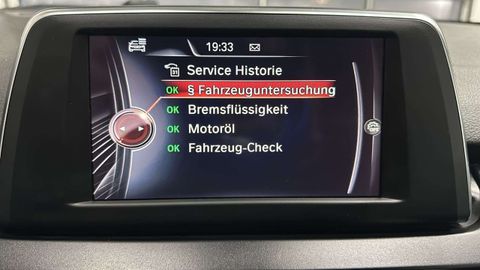 19:33
Service Historie
OK § Fahrzeuguntersuchung
OK Bremsflüssigkeit
OK Motoröl
OK Fahrzeug-Check